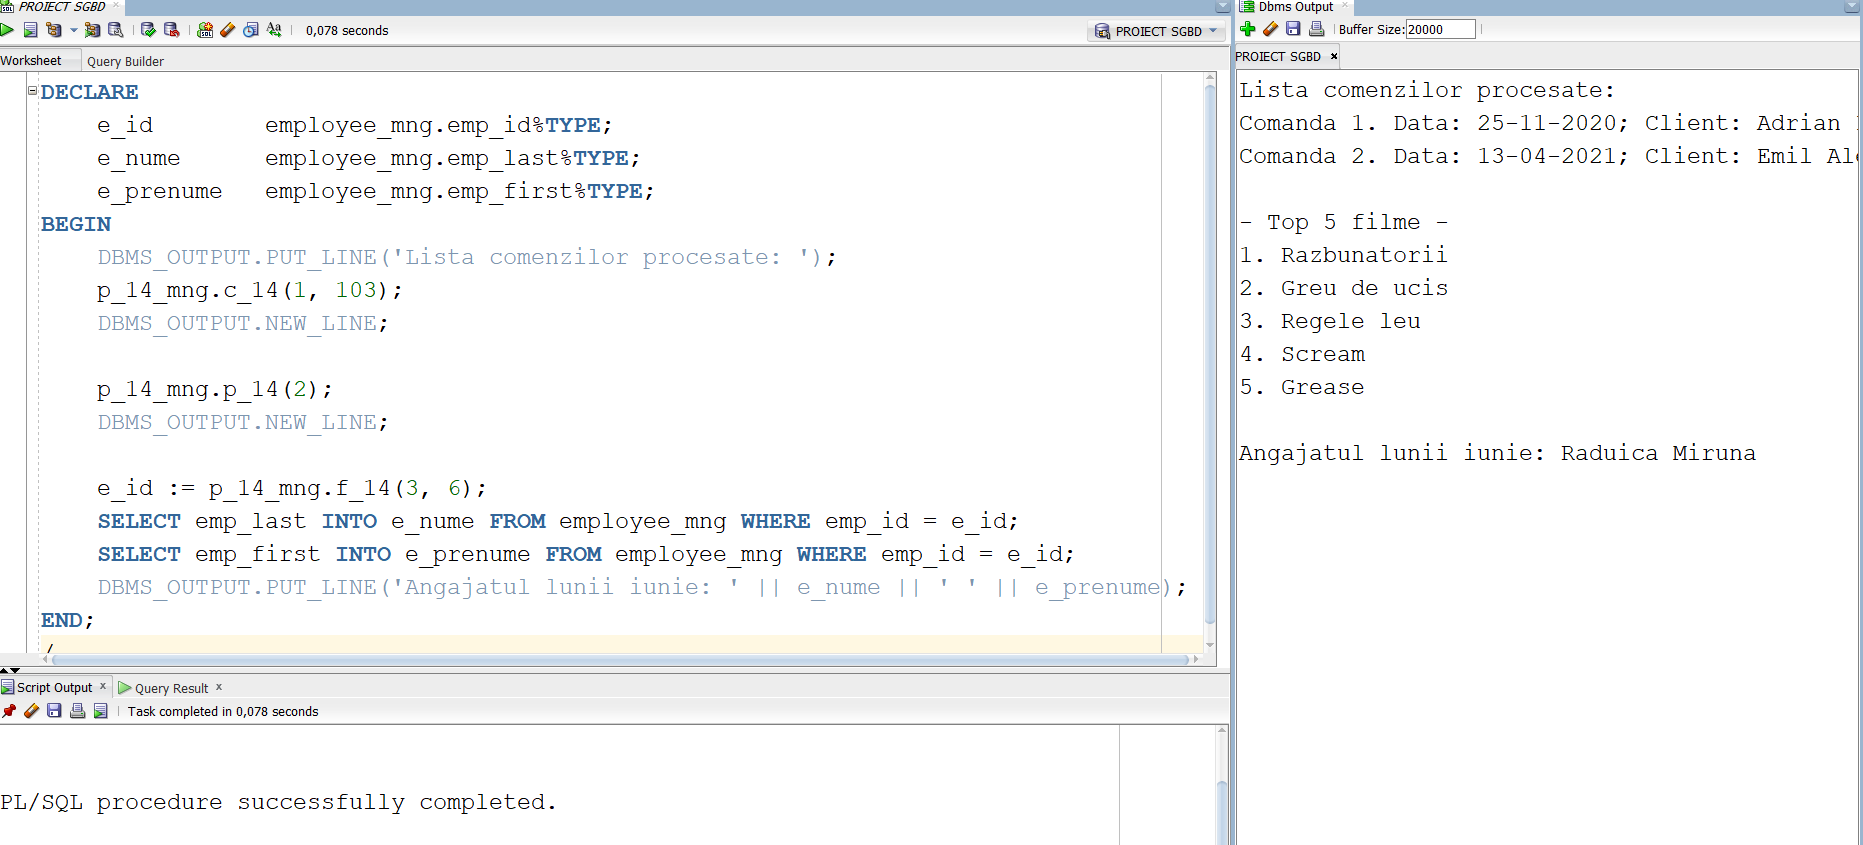 PROIECT SGBD
0,078 seconds
PROIECT SGBD
Worksheet
Query Builder
DECLARE
e_id employee_mng.emp_id%TYPE;
e_nume employee_mng.emp_last%TYPE;
e_prenume employee_mng.emp_first%TYPE;
BEGIN
DBMS_OUTPUT.PUT_LINE('Lista comenzilor procesate: ');
p_14_mng.c_14(1, 103);
DBMS_OUTPUT.NEW_LINE;
p_14_mng.p_14(2);
DBMS_OUTPUT.NEW_LINE;
e_id := p_14_mng.f_14(3, 6);
SELECT emp_last INTO e_nume FROM employee_mng WHERE emp_id = e_id;
SELECT emp_first INTO e_prenume FROM employee_mng WHERE emp_id = e_id;
DBMS_OUTPUT.PUT_LINE('Angajatul lunii iunie: ' || e_nume || ' ' || e_prenume);
END;
/
Script Output
Query Result
Task completed in 0,078 seconds
PL/SQL procedure successfully completed.
Dbms Output
Buffer Size: 20000
PROIECT SGBD
Lista comenzilor procesate:
Comanda 1. Data: 25-11-2020; Client: Adrian
Comanda 2. Data: 13-04-2021; Client: Emil
- Top 5 filme -
1. Razbunatorii
2. Greu de ucis
3. Regele leu
4. Scream
5. Grease
Angajatul lunii iunie: Raduica Miruna